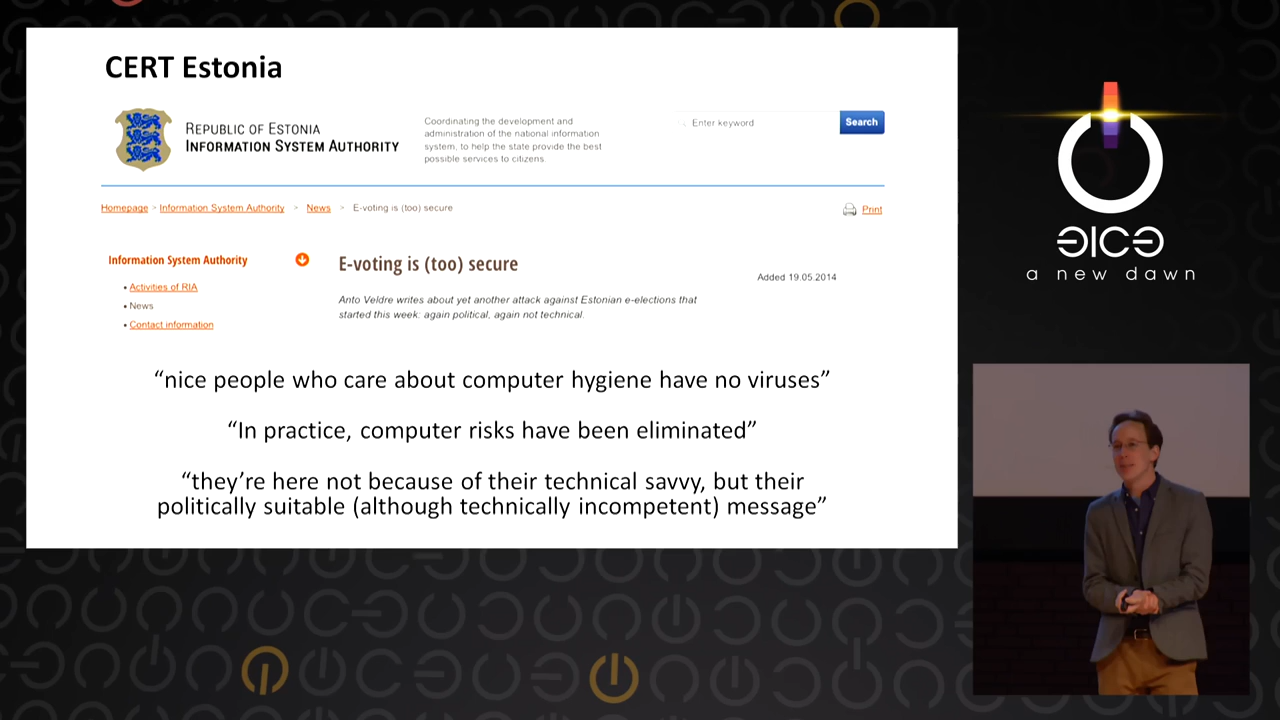 CERT Estonia
REPUBLIC OF ESTONIA
INFORMATION SYSTEM AUTHORITY
Coordinating the development and
administration of the national information
system, to help the state provide the best
possible services to citizens.
Enter keyword
Search
Homepage > Information System Authority > News > E-voting is (too) secure
Print
Information System Authority
• Activities of RIA
• News
• Contact information
E-voting is (too) secure
Added 19.05.2014
Anto Veldre writes about yet another attack against Estonian e-elections that
started this week: again political, again not technical.
“nice people who care about computer hygiene have no viruses”
“In practice, computer risks have been eliminated”
“they’re here not because of their technical savvy, but their
politically suitable (although technically incompetent) message”
a new dawn